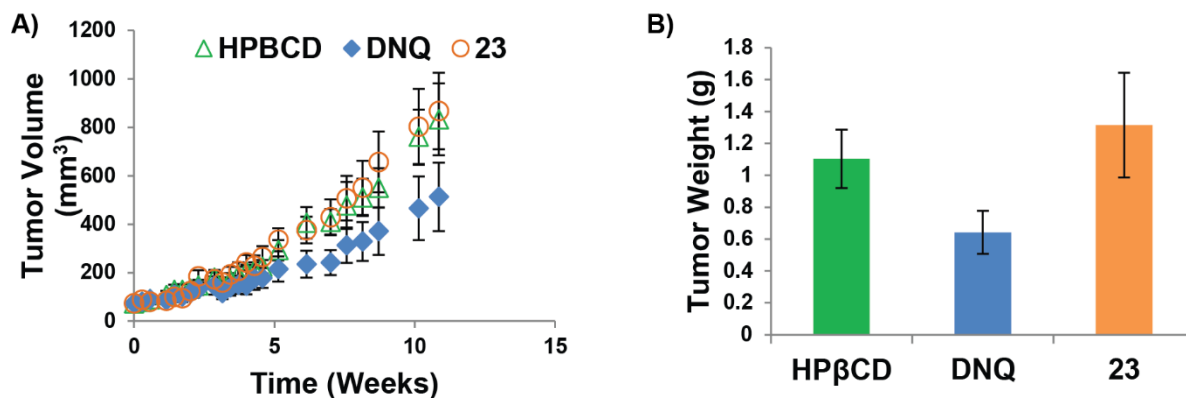 A)
1200
1000
800
600
400
200
0
0 5 10 15
Tumor Volume
(mm³)
Time (Weeks)
HPBCD DNQ 23
B)
1.8
1.6
1.4
1.2
1
0.8
0.6
0.4
0.2
0
Tumor Weight (g)
HPβCD DNQ 23